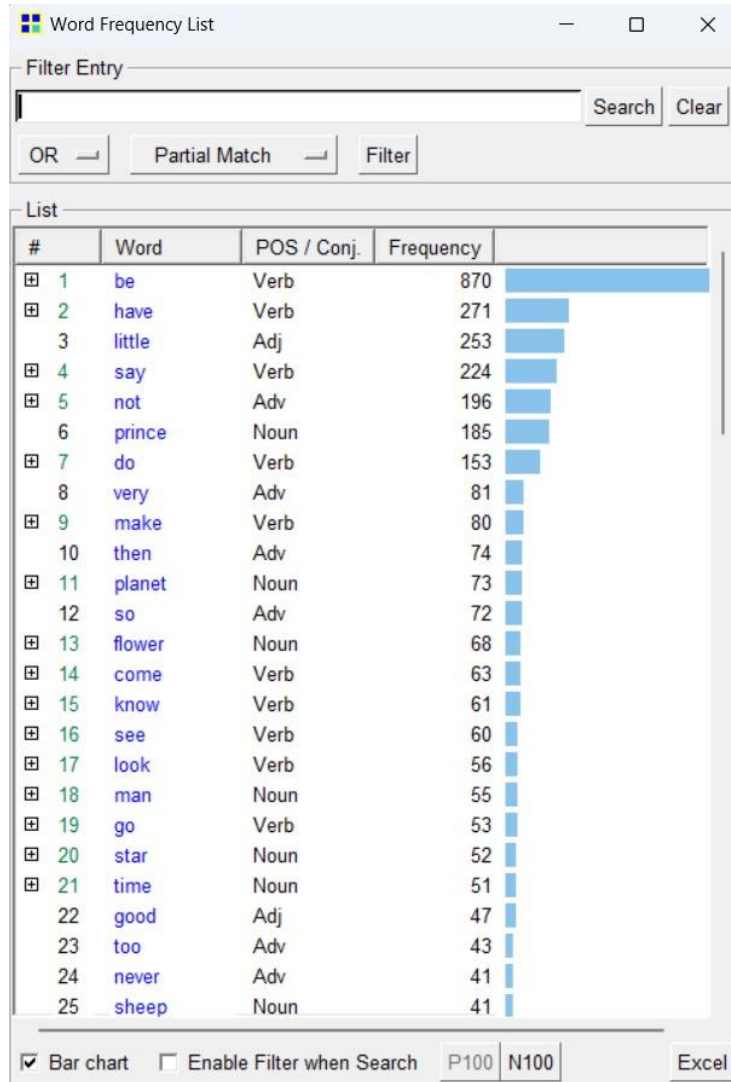 Word Frequency List
Filter Entry
Search Clear
OR Partial Match Filter
List
# Word POS / Conj. Frequency
1 be Verb 870
2 have Verb 271
3 little Adj 253
4 say Verb 224
5 not Adv 196
6 prince Noun 185
7 do Verb 153
8 very Adv 81
9 make Verb 80
10 then Adv 74
11 planet Noun 73
12 so Adv 72
13 flower Noun 68
14 come Verb 63
15 know Verb 61
16 see Verb 60
17 look Verb 56
18 man Noun 55
19 go Verb 53
20 star Noun 52
21 time Noun 51
22 good Adj 47
23 too Adv 43
24 never Adv 41
25 sheep Noun 41
Bar chart Enable Filter when Search P100 N100 Excel